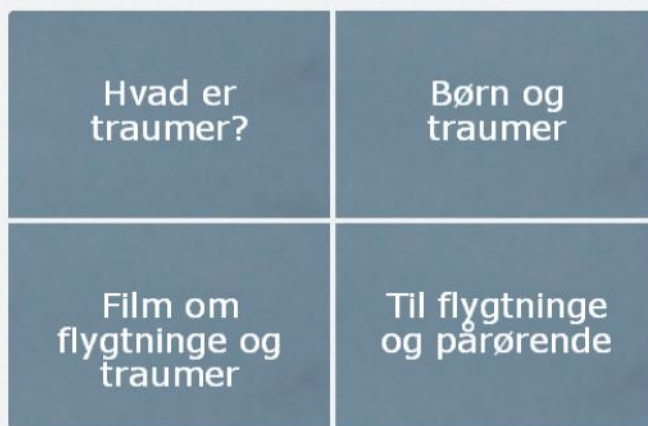 Hvad er
traumer?
Børn og
traumer
Film om
flygtninge og
traumer
Til flygtninge
og pårørende